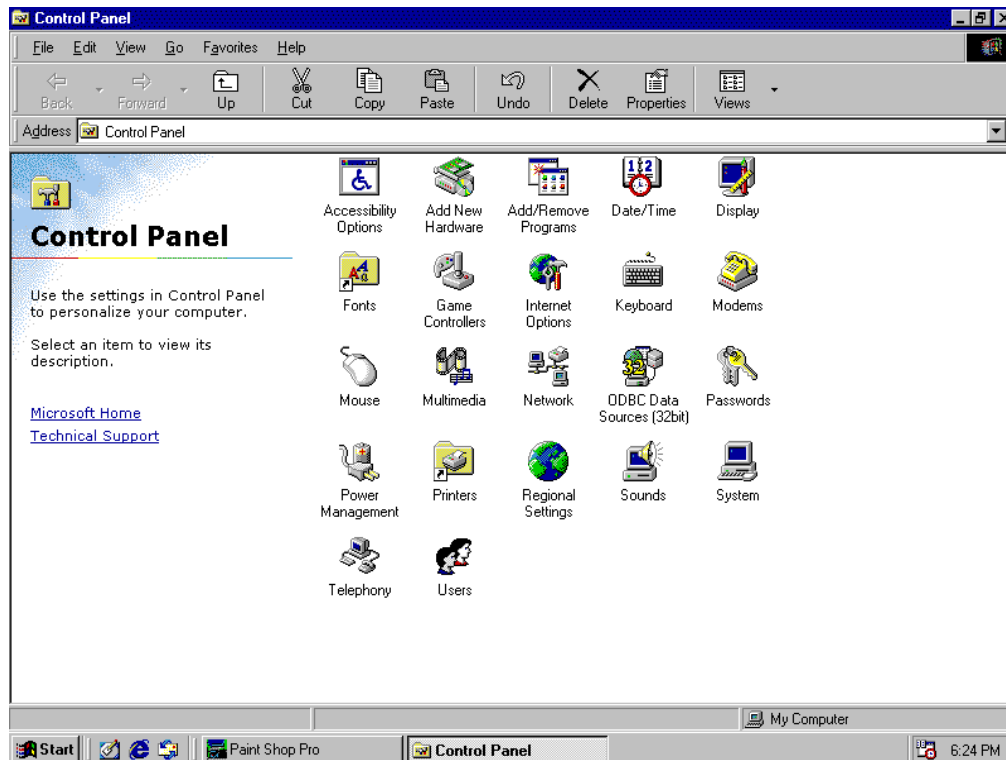 Control Panel
File Edit View Go Favorites Help
Back Forward Up Cut Copy Paste Undo Delete Properties Views
Address Control Panel
Control Panel
Use the settings in Control Panel
to personalize your computer.
Select an item to view its
description.
Microsoft Home
Technical Support
Accessibility
Options
Add New
Hardware
Add/Remove
Programs
Date/Time
Display
Fonts
Game
Controllers
Internet
Options
Keyboard
Modems
Mouse
Multimedia
Network
ODBC Data
Sources (32bit)
Passwords
Power
Management
Printers
Regional
Settings
Sounds
System
Telephony
Users
My Computer
Start Paint Shop Pro Control Panel 6:24 PM